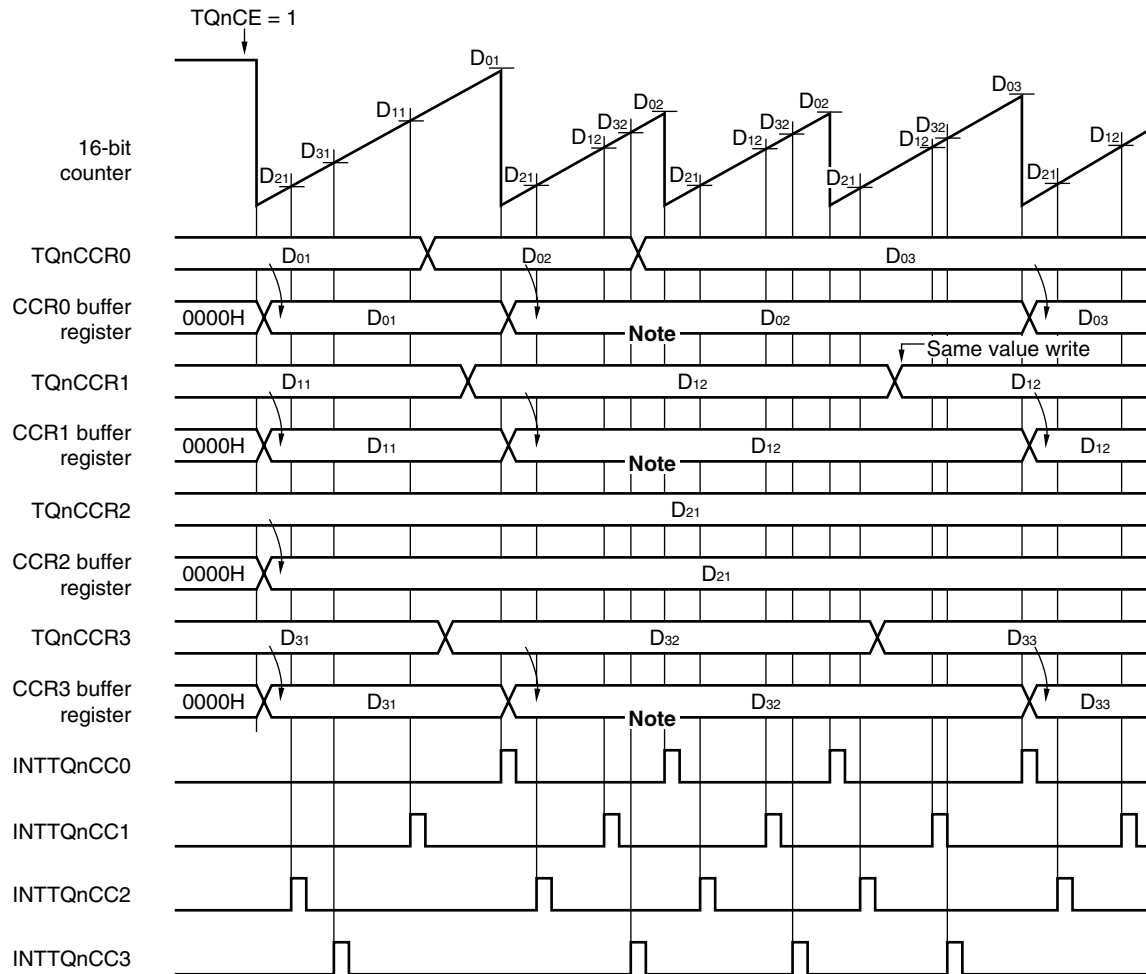 TQnCE = 1
D01
D11
D31
D21
D02
D32
D12
D21
D02
D32
D12
D21
D03
D32
D12
D21
D12
D21
16-bit
counter
TQnCCR0
D01
D02
D03
CCR0 buffer
register
0000H
D01
Note
D02
D03
Same value write
TQnCCR1
D11
D12
D12
CCR1 buffer
register
0000H
D11
Note
D12
D12
TQnCCR2
D21
CCR2 buffer
register
0000H
D21
TQnCCR3
D31
D32
D33
CCR3 buffer
register
0000H
D31
Note
D32
D33
INTTQnCC0
INTTQnCC1
INTTQnCC2
INTTQnCC3